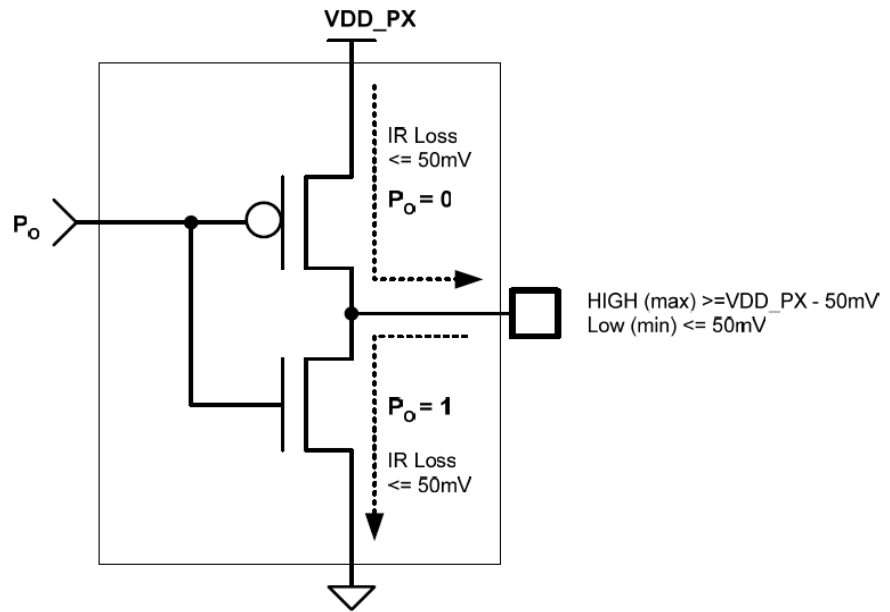 VDD_PX
IR Loss
<= 50mV
Po = 0
Po
HIGH (max) >=VDD_PX - 50mV
Low (min) <= 50mV
Po = 1
IR Loss
<= 50mV